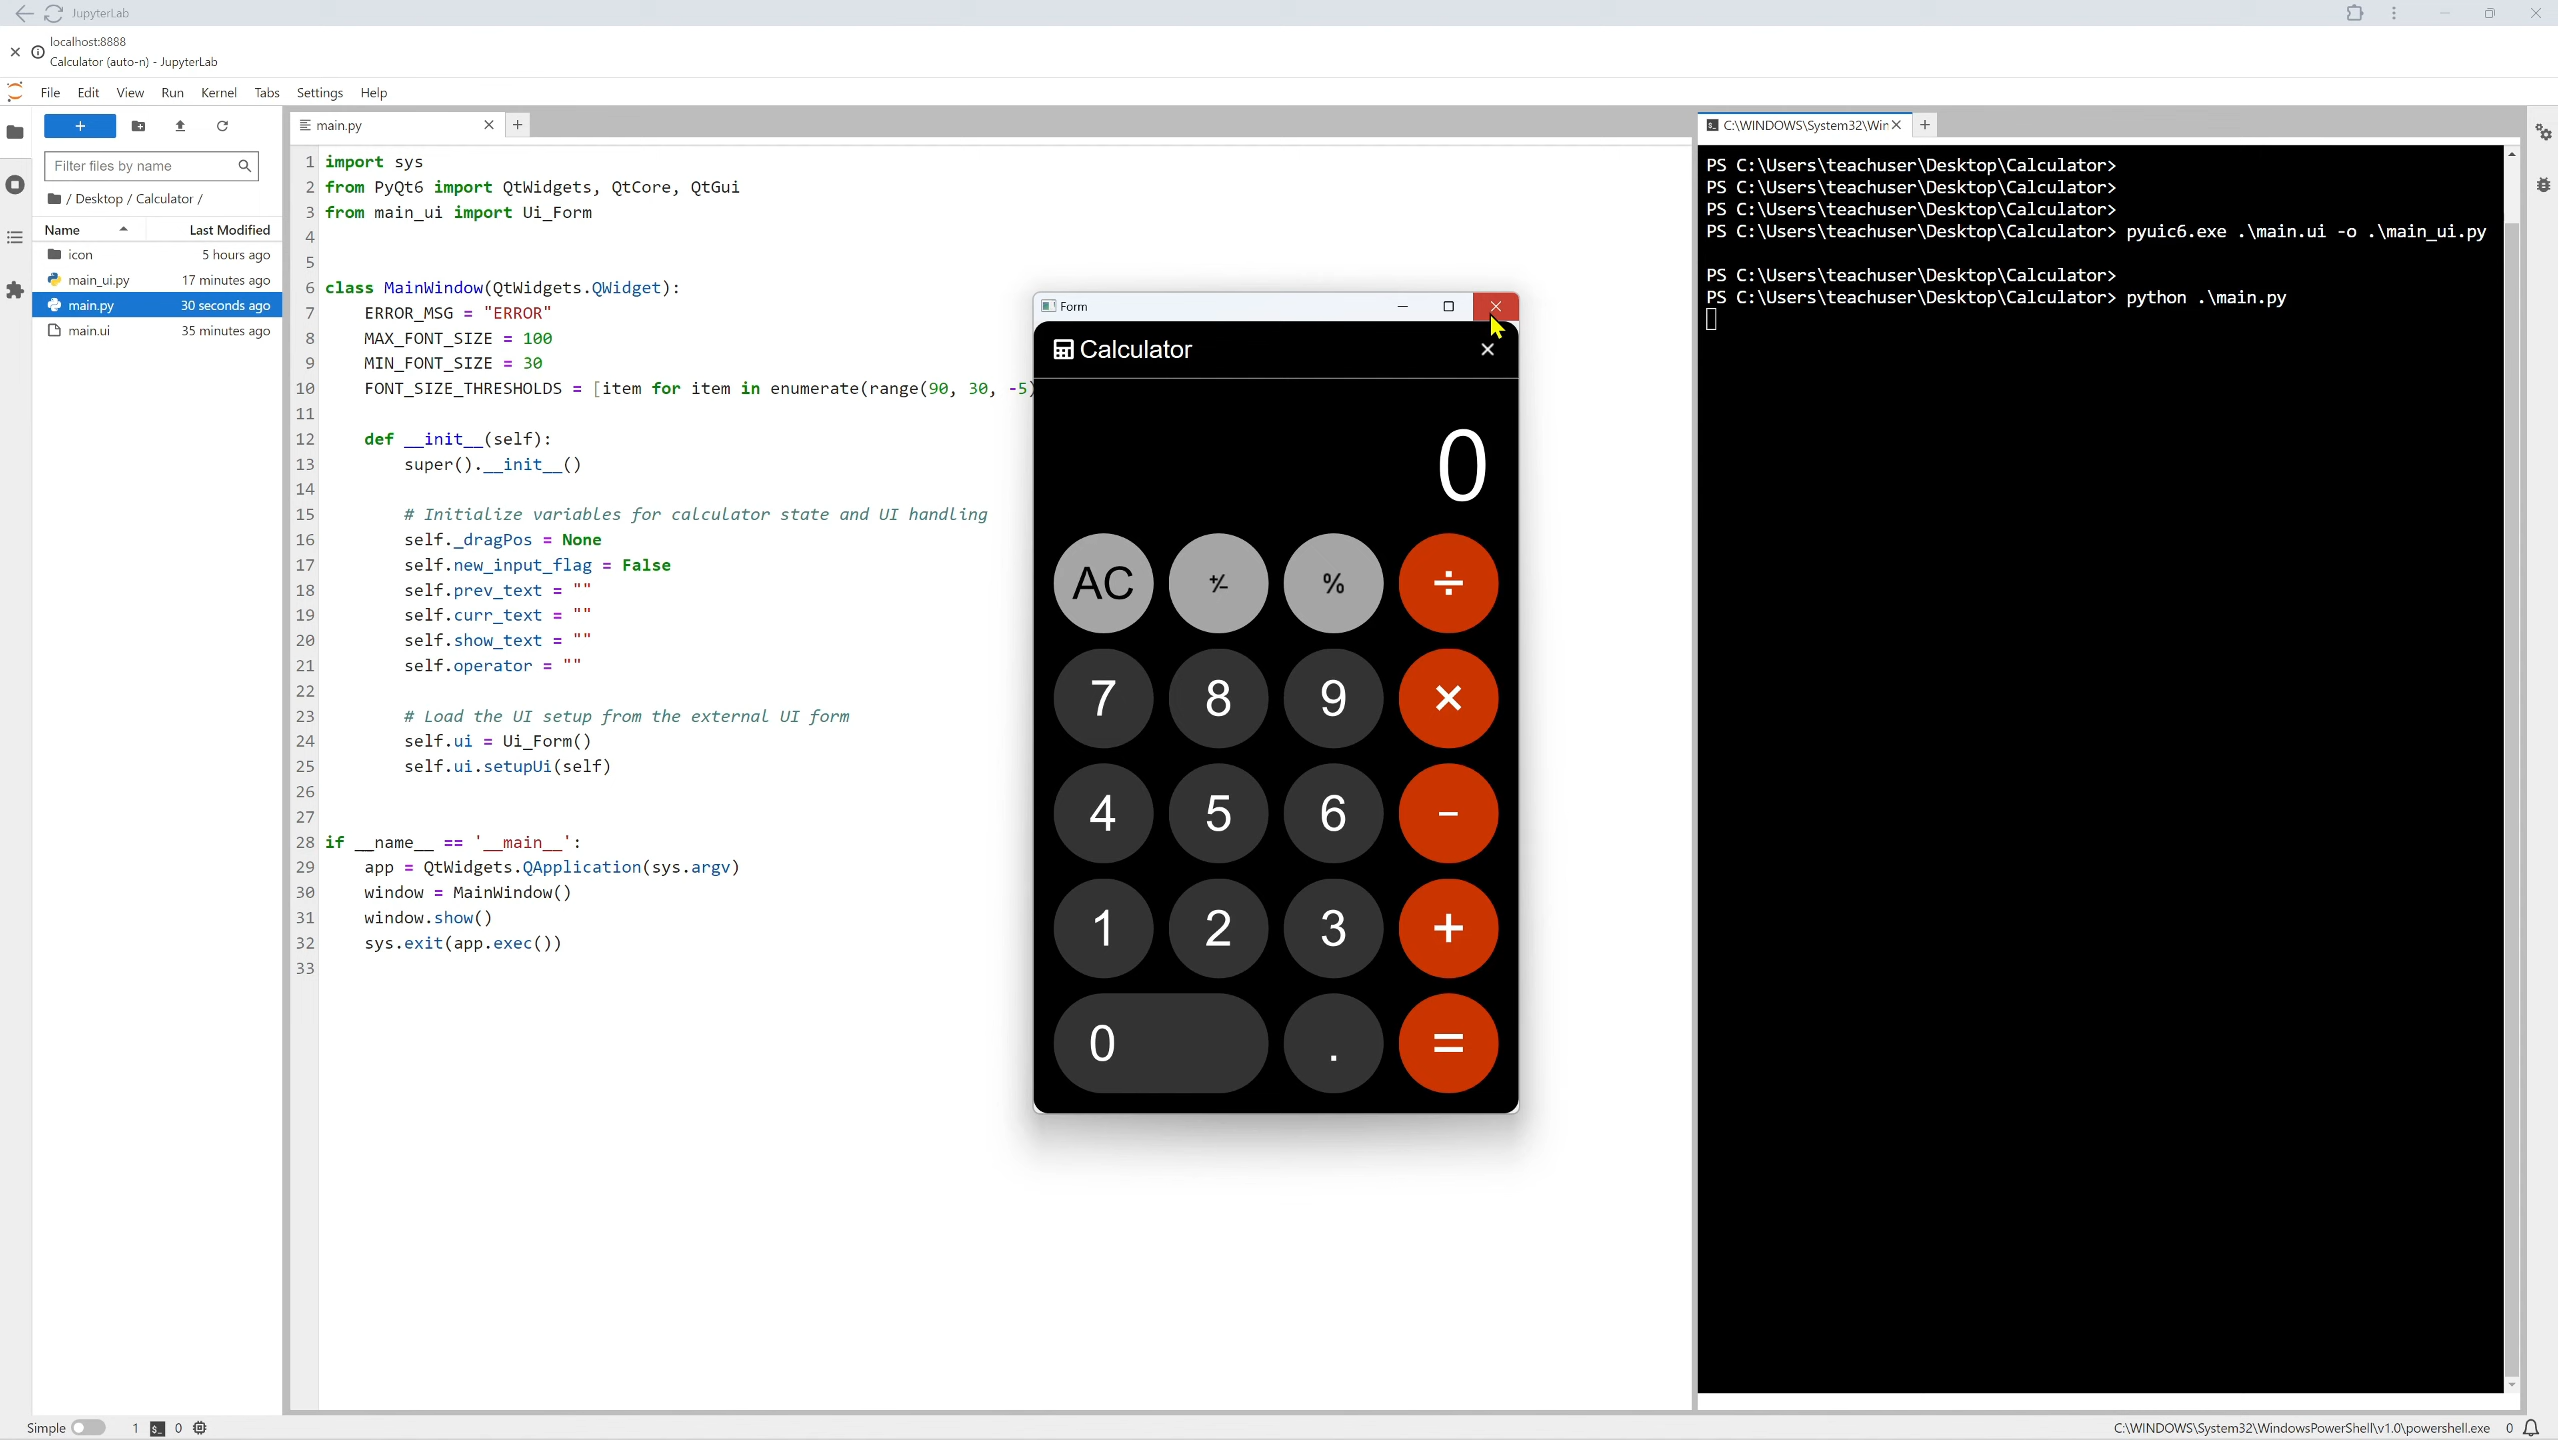 JupyterLab
localhost:8888
Calculator (auto-n) - JupyterLab
File Edit View Run Kernel Tabs Settings Help
+
Filter files by name
/ Desktop / Calculator /
Name Last Modified
icon 5 hours ago
main_ui.py 17 minutes ago
main.py 30 seconds ago
main.ui 35 minutes ago
main.py
1 import sys
2 from PyQt6 import QtWidgets, QtCore, QtGui
3 from main_ui import Ui_Form
4
5
6 class MainWindow(QtWidgets.QWidget):
7 ERROR_MSG = "ERROR"
8 MAX_FONT_SIZE = 100
9 MIN_FONT_SIZE = 30
10 FONT_SIZE_THRESHOLDS = [item for item in enumerate(range(90, 30, -5)
11
12 def __init__(self):
13 super().__init__()
14
15 # Initialize variables for calculator state and UI handling
16 self._dragPos = None
17 self.new_input_flag = False
18 self.prev_text = ""
19 self.curr_text = ""
20 self.show_text = ""
21 self.operator = ""
22
23 # Load the UI setup from the external UI form
24 self.ui = Ui_Form()
25 self.ui.setupUi(self)
26
27
28 if __name__ == '__main__':
29 app = QtWidgets.QApplication(sys.argv)
30 window = MainWindow()
31 window.show()
32 sys.exit(app.exec())
33
Form
Calculator
0
AC +/- % ÷
7 8 9 ×
4 5 6 -
1 2 3 +
0 . =
C:\WINDOWS\System32\Win
PS C:\Users\teachuser\Desktop\Calculator>
PS C:\Users\teachuser\Desktop\Calculator>
PS C:\Users\teachuser\Desktop\Calculator>
PS C:\Users\teachuser\Desktop\Calculator> pyuic6.exe .\main.ui -o .\main_ui.py
PS C:\Users\teachuser\Desktop\Calculator>
PS C:\Users\teachuser\Desktop\Calculator> python .\main.py
Simple 1 0
C:\WINDOWS\System32\WindowsPowerShell\v1.0\powershell.exe 0